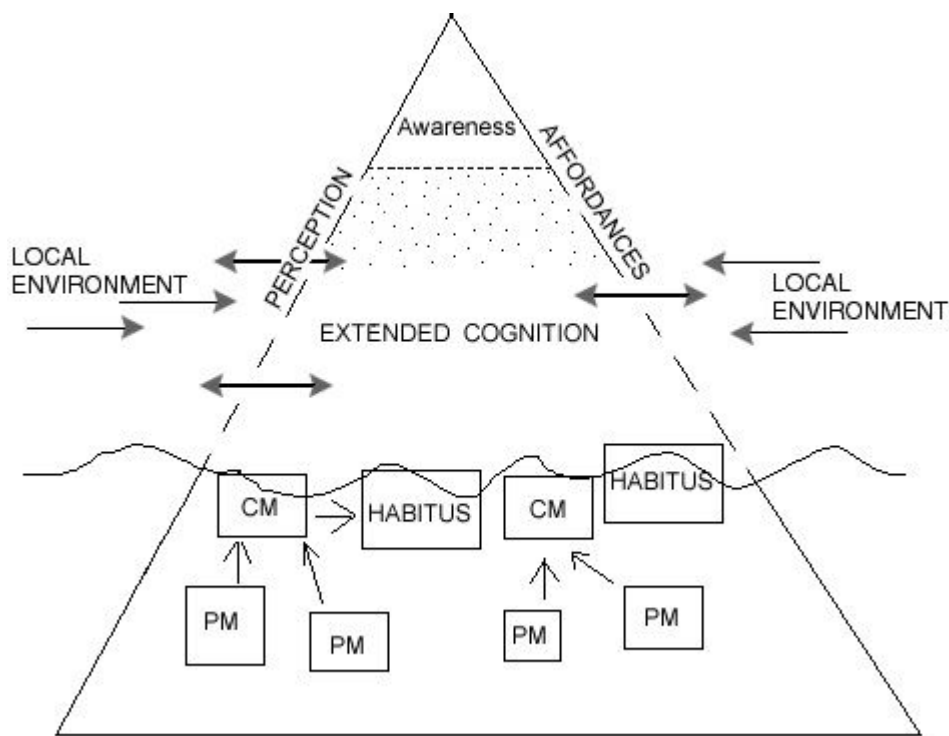 Awareness
PERCEPTION
AFFORDANCES
LOCAL
ENVIRONMENT
LOCAL
ENVIRONMENT
EXTENDED COGNITION
CM
HABITUS
CM
HABITUS
PM
PM
PM
PM